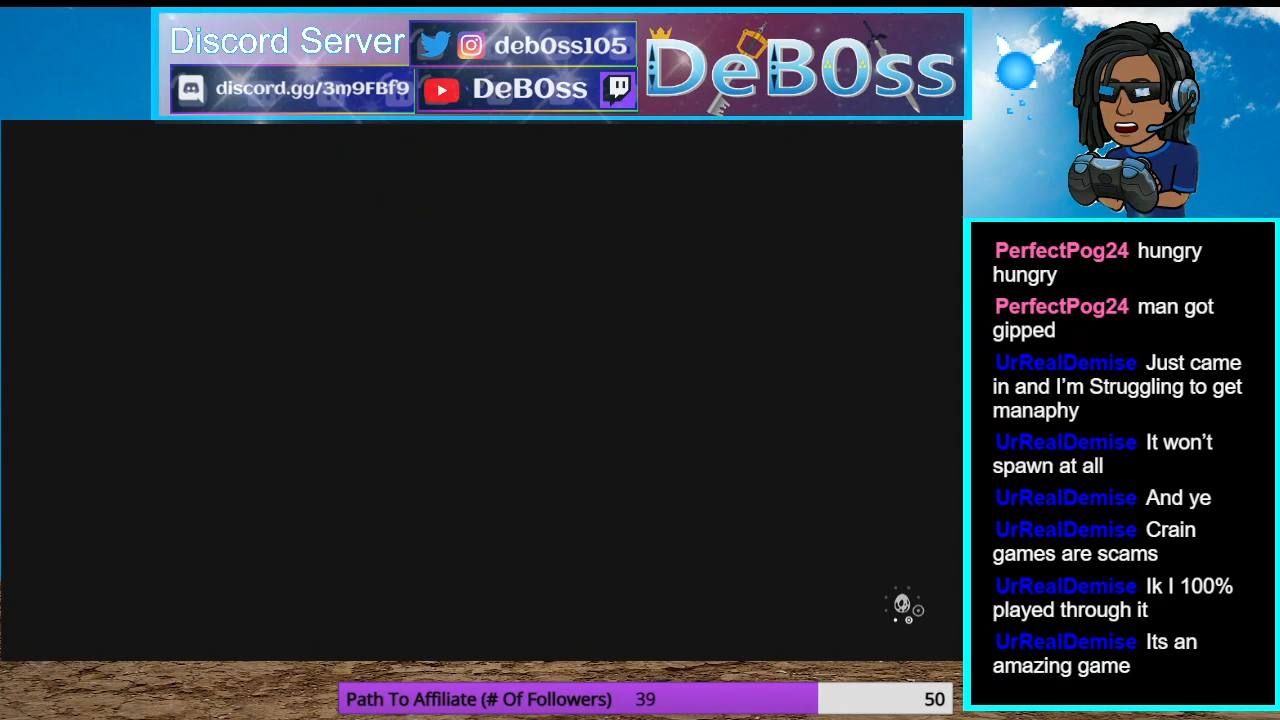 Discord Server
deb0ss105
discord.gg/3m9FBf9
DeB0ss
DeB0ss
PerfectPog24 hungry
hungry
PerfectPog24 man got
gipped
UrRealDemise Just came
in and I'm Struggling to get
manaphy
UrRealDemise It won't
spawn at all
UrRealDemise And ye
UrRealDemise Crain
games are scams
UrRealDemise Ik I 100%
played through it
UrRealDemise Its an
amazing game
Path To Affiliate (# Of Followers) 39 50